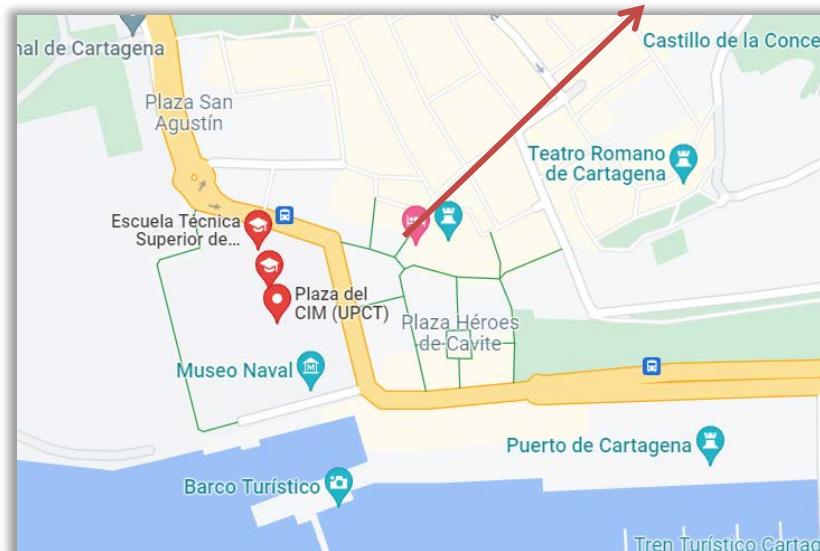 nal de Cartagena
Castillo de la Conce
Plaza San
Agustín
Teatro Romano
de Cartagena
Escuela Técnica
Superior de...
Plaza del
CIM (UPCT)
Plaza Héroes
de Cavite
Museo Naval
Puerto de Cartagena
Barco Turístico
Tren Turístico Cartag